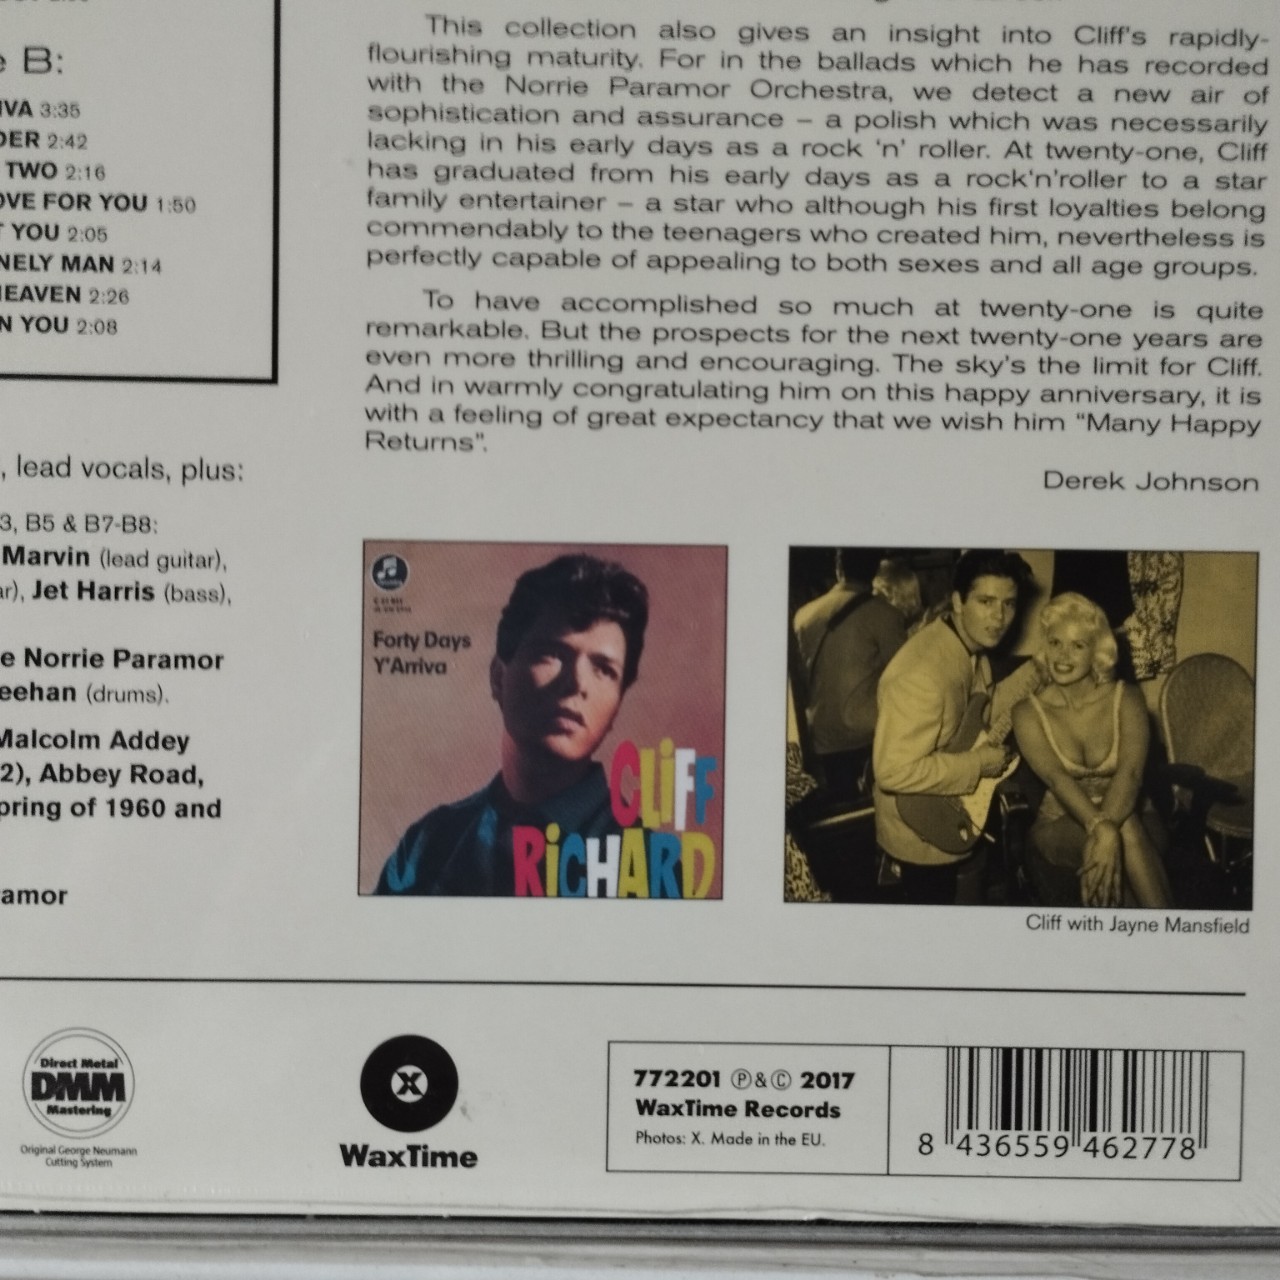 B:
IVA 3:35
DER 2:42
TWO 2:16
OVE FOR YOU 1:50
T YOU 2:05
NELY MAN 2:14
HEAVEN 2:26
N YOU 2:08
, lead vocals, plus:
3, B5 & B7-B8:
Marvin (lead guitar),
ar), Jet Harris (bass),
e Norrie Paramor
eehan (drums).
Malcolm Addey
2), Abbey Road,
pring of 1960 and
amor
This collection also gives an insight into Cliff's rapidly-
flourishing maturity. For in the ballads which he has recorded
with the Norrie Paramor Orchestra, we detect a new air of
sophistication and assurance – a polish which was necessarily
lacking in his early days as a rock 'n' roller. At twenty-one, Cliff
has graduated from his early days as a rock'n'roller to a star
family entertainer – a star who although his first loyalties belong
commendably to the teenagers who created him, nevertheless is
perfectly capable of appealing to both sexes and all age groups.
To have accomplished so much at twenty-one is quite
remarkable. But the prospects for the next twenty-one years are
even more thrilling and encouraging. The sky's the limit for Cliff.
And in warmly congratulating him on this happy anniversary, it is
with a feeling of great expectancy that we wish him “Many Happy
Returns”.
Derek Johnson
Forty Days
Y'Arriva
CLiFF
RiCHARD
Cliff with Jayne Mansfield
Direct Metal
DMM
Mastering
Original George Neumann
Cutting System
X
WaxTime
772201 Ⓟ&© 2017
WaxTime Records
Photos: X. Made in the EU.
8 436559 462778